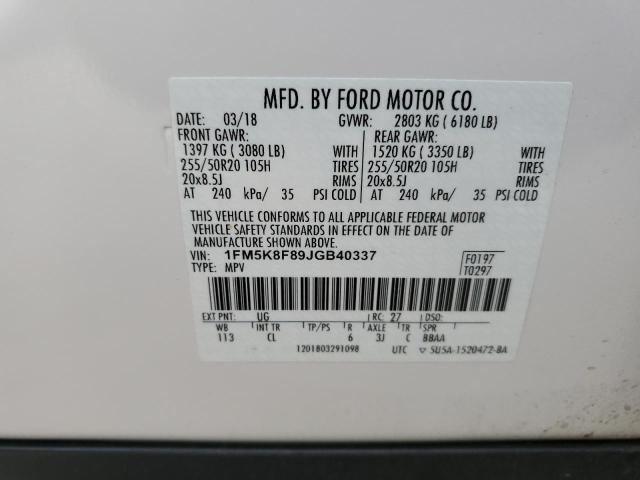 MFD. BY FORD MOTOR CO.
DATE: 03/18 GVWR: 2803 KG ( 6180 LB)
FRONT GAWR: REAR GAWR:
1397 KG ( 3080 LB) WITH 1520 KG ( 3350 LB) WITH
255/50R20 105H TIRES 255/50R20 105H TIRES
20x8.5J RIMS 20x8.5J RIMS
AT 240 kPa/ 35 PSI COLD AT 240 kPa/ 35 PSI COLD
THIS VEHICLE CONFORMS TO ALL APPLICABLE FEDERAL MOTOR
VEHICLE SAFETY STANDARDS IN EFFECT ON THE DATE OF
MANUFACTURE SHOWN ABOVE.
VIN: 1FM5K8F89JGB40337 F0197
TYPE: MPV T0297
EXT PNT: UG RC: 27 DSO:
WB INT TR TP/PS R AXLE TR SPR
113 CL 6 3J C BBAA
1201803291098 UTC ▽ 5U5A-1520472-BA